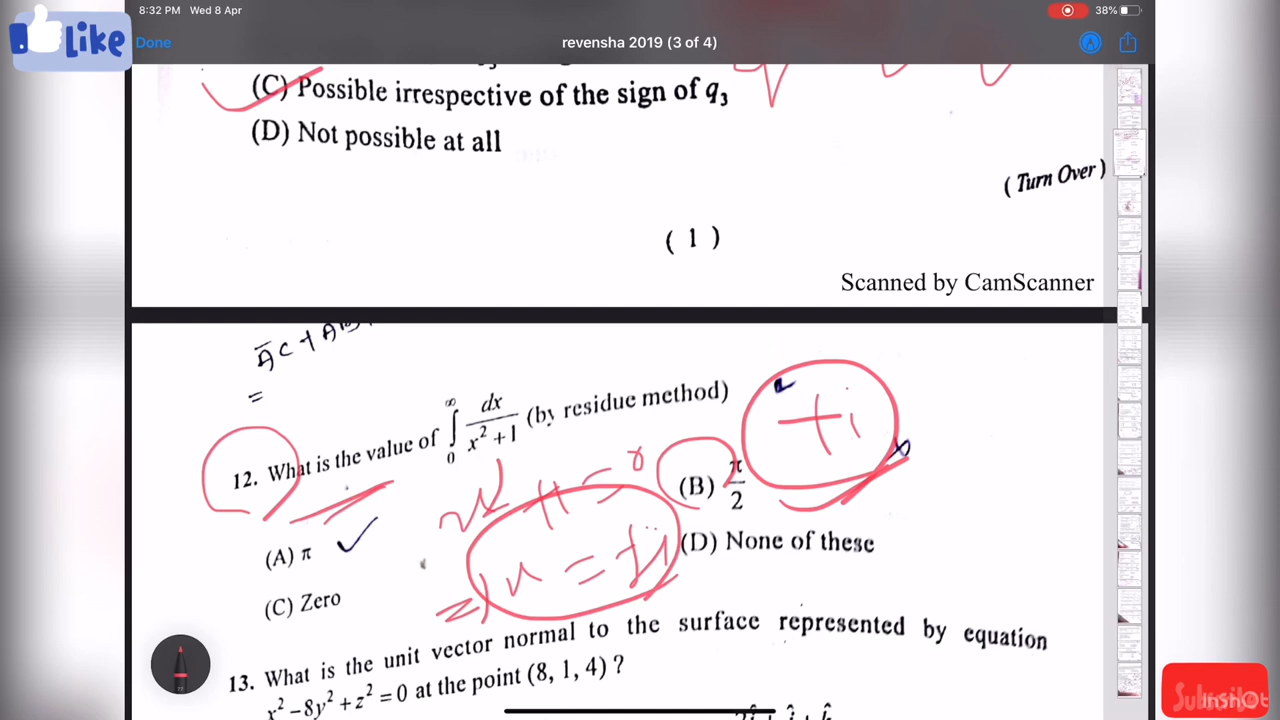 8:32 PM Wed 8 Apr
38%
Like
Done
revensha 2019 (3 of 4)
(C) Possible irrespective of the sign of q₃
(D) Not possible at all
( Turn Over )
( 1 )
Scanned by CamScanner
ĀC + A
=
12. What is the value of ∫₀^∞ dx/(x² + 1) (by residue method)
+i
(A) π
(B) π/2
(C) Zero
(D) None of these
x = ±i
13. What is the unit vector normal to the surface represented by equation
x² – 8y² + z² = 0 at the point (8, 1, 4) ?
InShOt